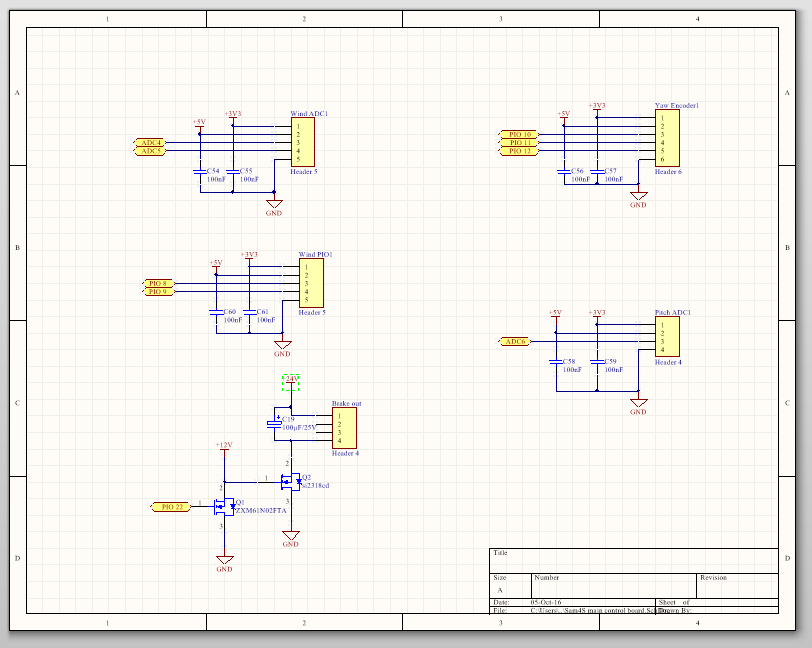 1 2 3 4
A A
Wind ADC1
+5V +3V3
1
2
3
4
5
ADC4
ADC5
C54 C55
100nF 100nF
Header 5
GND
Yaw Encoder1
+5V +3V3
1
2
3
4
5
6
PIO 10
PIO 11
PIO 12
C56 C57
100nF 100nF
Header 6
GND
B B
Wind PIO1
+5V +3V3
1
2
3
4
5
PIO 8
PIO 9
C60 C61
100nF 100nF
Header 5
GND
Pitch ADC1
+5V +3V3
1
2
3
4
ADC6
C58 C59
100nF 100nF
Header 4
GND
C C
+24V
Brake out
C19
100µF/25V
1
2
3
4
Header 4
+12V
2
1
Q2
si2318cd
3
2
PIO 22
1
Q1
ZXM61N02FTA
3
GND
GND
D D
Title
Size Number Revision
A
Date: 05-Oct-16 Sheet of
File: C:\Users\..\Sam4S main control board.SchDoc Drawn By:
1 2 3 4